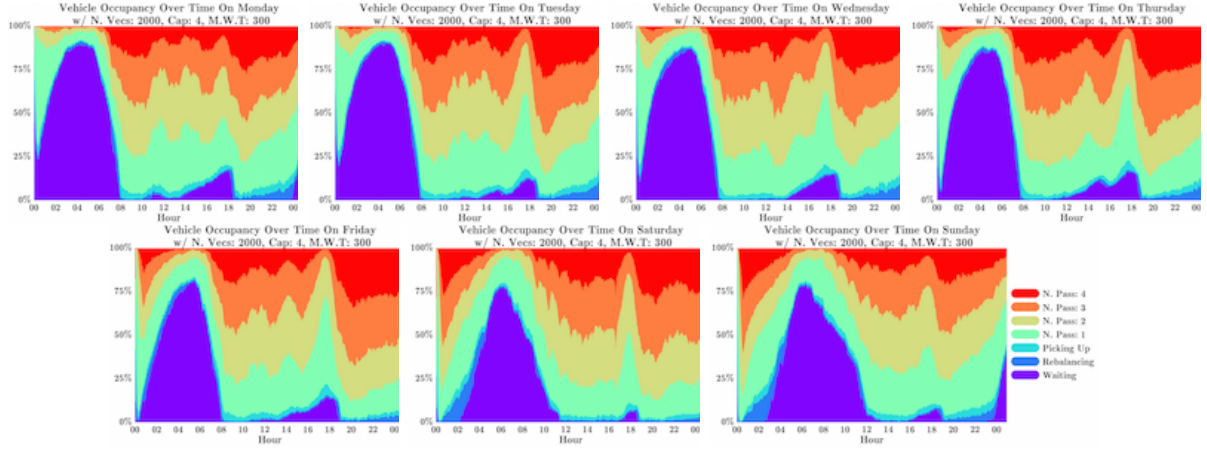 Vehicle Occupancy Over Time On Monday
w/ N. Vecs: 2000, Cap: 4, M.W.T: 300
100%
75%
50%
25%
0%
00 02 04 06 08 10 12 14 16 18 20 22 00
Hour
Vehicle Occupancy Over Time On Tuesday
w/ N. Vecs: 2000, Cap: 4, M.W.T: 300
100%
75%
50%
25%
0%
00 02 04 06 08 10 12 14 16 18 20 22 00
Hour
Vehicle Occupancy Over Time On Wednesday
w/ N. Vecs: 2000, Cap: 4, M.W.T: 300
100%
75%
50%
25%
0%
00 02 04 06 08 10 12 14 16 18 20 22 00
Hour
Vehicle Occupancy Over Time On Thursday
w/ N. Vecs: 2000, Cap: 4, M.W.T: 300
100%
75%
50%
25%
0%
00 02 04 06 08 10 12 14 16 18 20 22 00
Hour
Vehicle Occupancy Over Time On Friday
w/ N. Vecs: 2000, Cap: 4, M.W.T: 300
100%
75%
50%
25%
0%
00 02 04 06 08 10 12 14 16 18 20 22 00
Hour
Vehicle Occupancy Over Time On Saturday
w/ N. Vecs: 2000, Cap: 4, M.W.T: 300
100%
75%
50%
25%
0%
00 02 04 06 08 10 12 14 16 18 20 22 00
Hour
Vehicle Occupancy Over Time On Sunday
w/ N. Vecs: 2000, Cap: 4, M.W.T: 300
100%
75%
50%
25%
0%
00 02 04 06 08 10 12 14 16 18 20 22 00
Hour
N. Pass: 4
N. Pass: 3
N. Pass: 2
N. Pass: 1
Picking Up
Rebalancing
Waiting